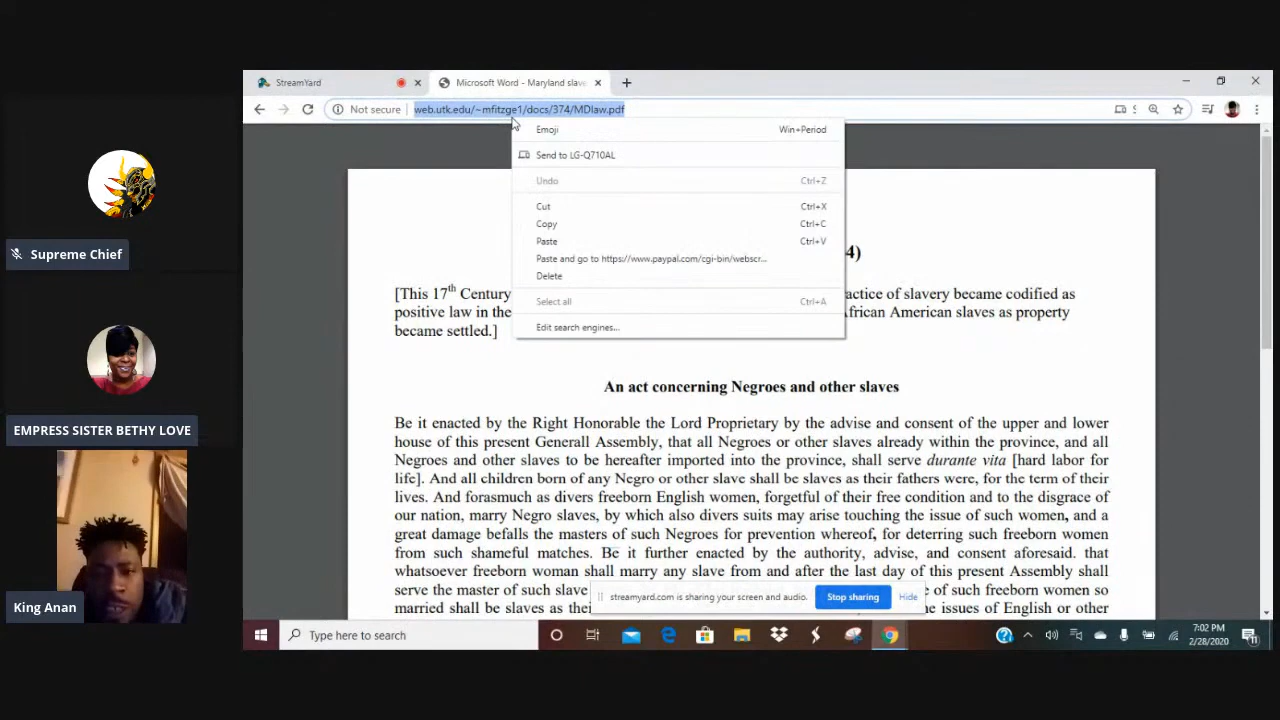 StreamYard
Microsoft Word - Maryland slave
Not secure
web.utk.edu/~mfitzge1/docs/374/MDlaw.pdf
Emoji Win+Period
Send to LG-Q710AL
Undo Ctrl+Z
Cut Ctrl+X
Copy Ctrl+C
Paste Ctrl+V
Paste and go to https://www.paypal.com/cgi-bin/webscr...
Delete
Select all Ctrl+A
Edit search engines...
4)
[This 17th Century actice of slavery became codified as
positive law in the African American slaves as property
became settled.]
An act concerning Negroes and other slaves
Be it enacted by the Right Honorable the Lord Proprietary by the advise and consent of the upper and lower
house of this present Generall Assembly, that all Negroes or other slaves already within the province, and all
Negroes and other slaves to be hereafter imported into the province, shall serve durante vita [hard labor for
life]. And all children born of any Negro or other slave shall be slaves as their fathers were, for the term of their
lives. And forasmuch as divers freeborn English women, forgetful of their free condition and to the disgrace of
our nation, marry Negro slaves, by which also divers suits may arise touching the issue of such women, and a
great damage befalls the masters of such Negroes for prevention whereof, for deterring such freeborn women
from such shameful matches. Be it further enacted by the authority, advise, and consent aforesaid. that
whatsoever freeborn woman shall marry any slave from and after the last day of this present Assembly shall
serve the master of such slave of such freeborn women so
married shall be slaves as their the issues of English or other
streamyard.com is sharing your screen and audio.
Stop sharing
Hide
Type here to search
7:02 PM
2/28/2020
11
Supreme Chief
EMPRESS SISTER BETHY LOVE
King Anan